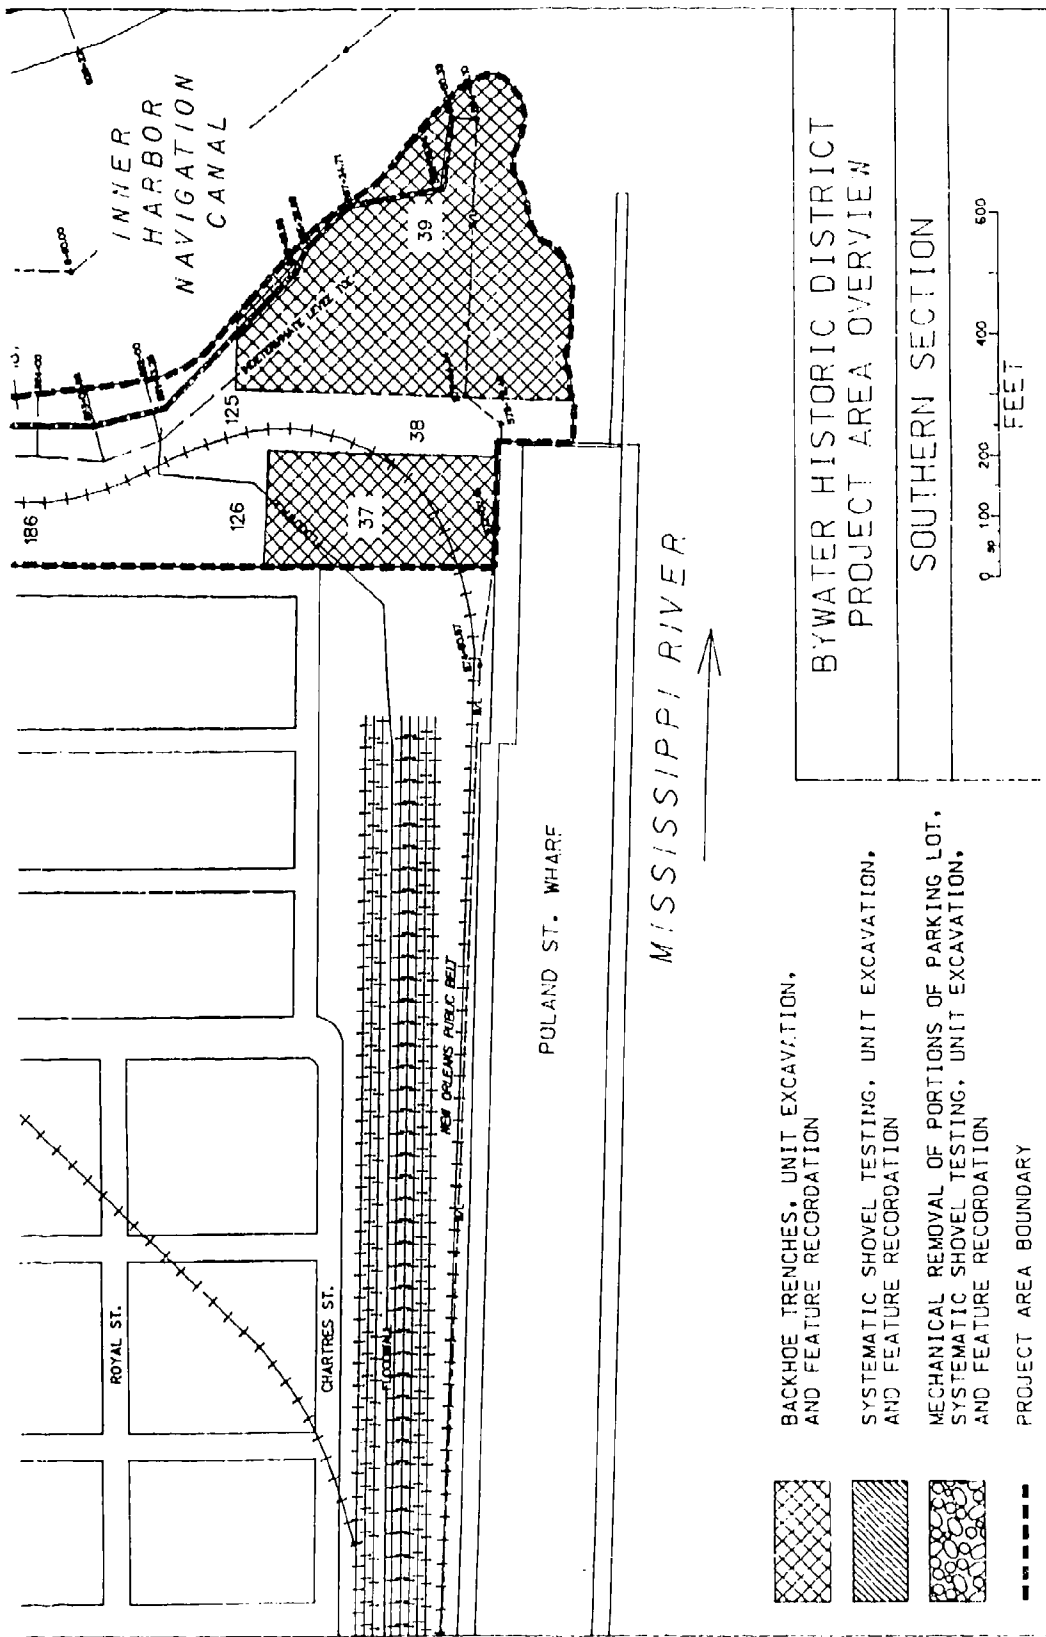 INNER
HARBOR
NAVIGATION
CANAL
186
126
125
37
38
39
ROYAL ST.
CHARTRES ST.
FLOODWALL
NEW ORLEANS PUBLIC BELT
POLAND ST. WHARF
MISSISSIPPI RIVER
BACKHOE TRENCHES, UNIT EXCAVATION,
AND FEATURE RECORDATION
SYSTEMATIC SHOVEL TESTING, UNIT EXCAVATION,
AND FEATURE RECORDATION
MECHANICAL REMOVAL OF PORTIONS OF PARKING LOT,
SYSTEMATIC SHOVEL TESTING, UNIT EXCAVATION,
AND FEATURE RECORDATION
PROJECT AREA BOUNDARY
BYWATER HISTORIC DISTRICT
PROJECT AREA OVERVIEW
SOUTHERN SECTION
0 50 100 200 400 600
FEET